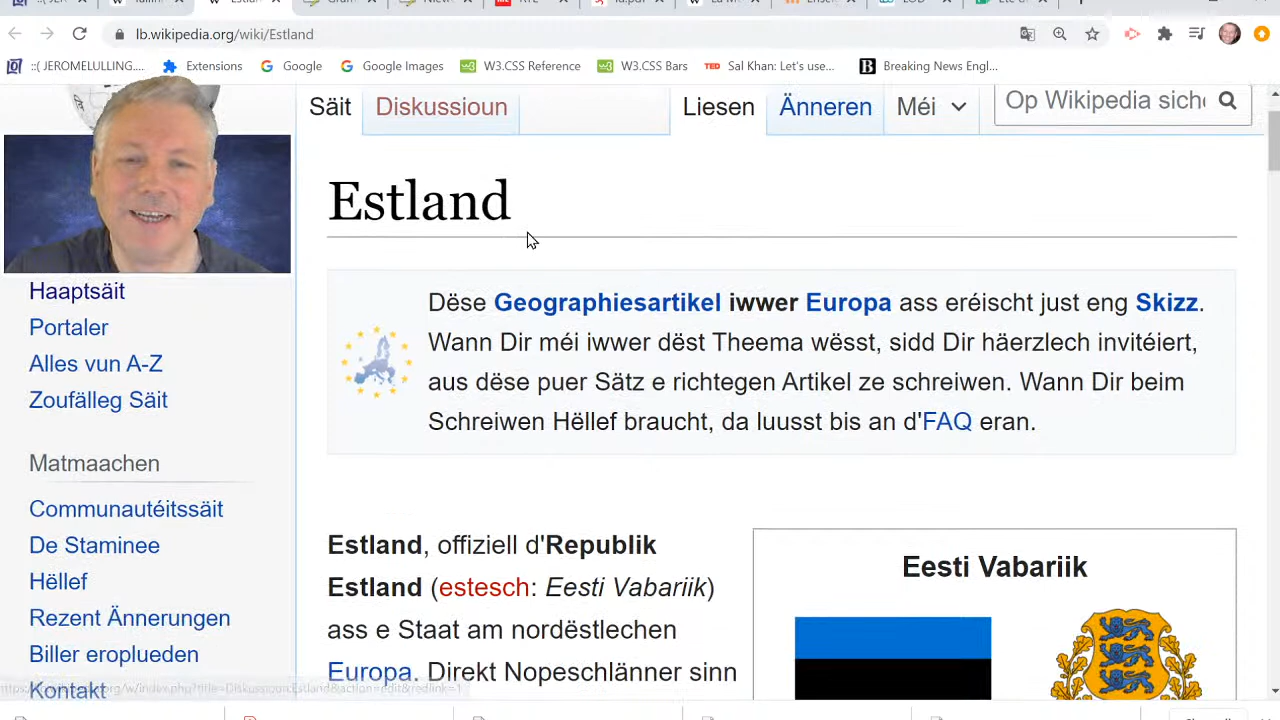 lb.wikipedia.org/wiki/Estland
::( JEROMELULLING.... Extensions Google Google Images W3.CSS Reference W3.CSS Bars TED Sal Khan: Let's use... B Breaking News Engl...
Säit Diskussioun Liesen Änneren Méi Op Wikipedia siche
Estland
Dëse Geographiesartikel iwwer Europa ass eréischt just eng Skizz.
Wann Dir méi iwwer dëst Theema wësst, sidd Dir häerzlech invitéiert,
aus dëse puer Sätz e richtegen Artikel ze schreiwen. Wann Dir beim
Schreiwen Hëllef braucht, da luusst bis an d'FAQ eran.
Haaptsäit
Portaler
Alles vun A-Z
Zoufälleg Säit
Matmaachen
Communautéitssäit
De Staminee
Hëllef
Rezent Ännerungen
Biller eroplueden
Kontakt
Estland, offiziell d'Republik
Estland (estesch: Eesti Vabariik)
ass e Staat am nordëstlechen
Europa. Direkt Nopeschlänner sinn
Eesti Vabariik